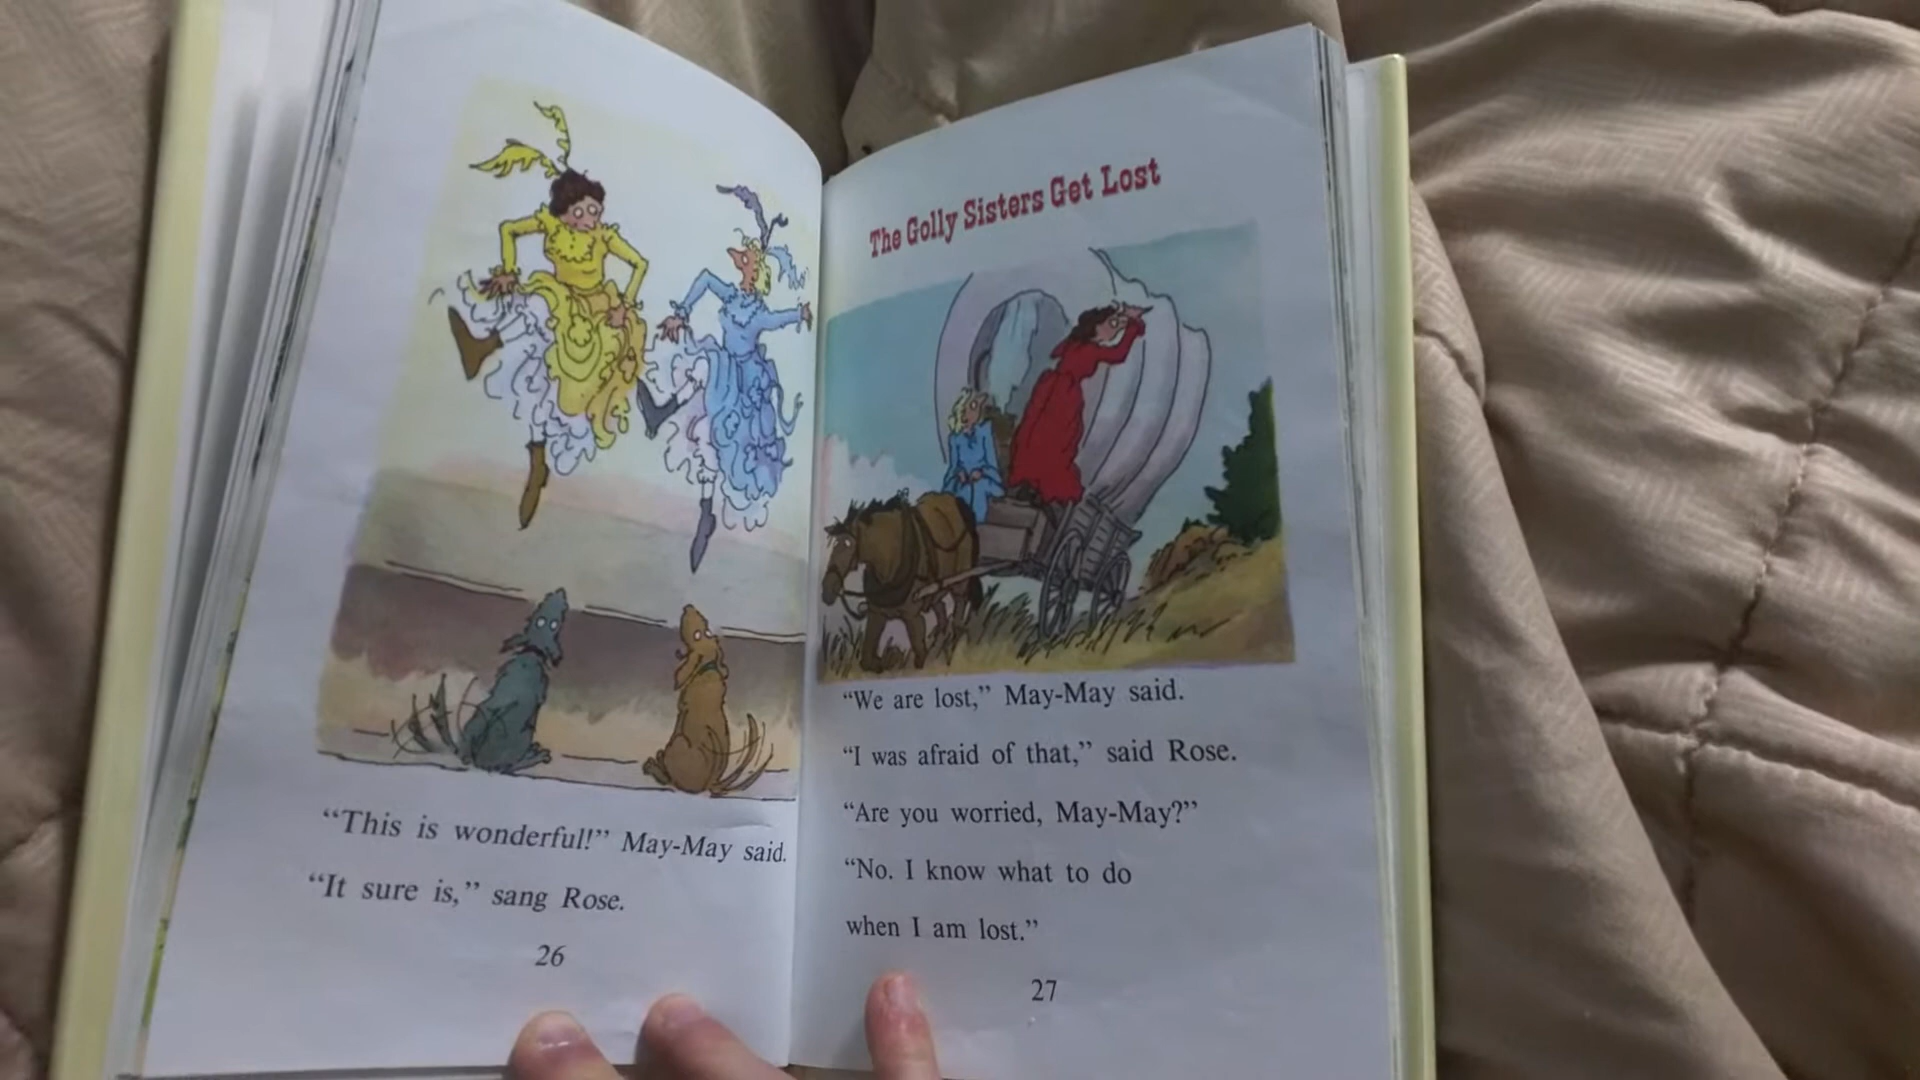 “This is wonderful!” May-May said.
“It sure is,” sang Rose.
26
The Golly Sisters Get Lost
“We are lost,” May-May said.
“I was afraid of that,” said Rose.
“Are you worried, May-May?”
“No. I know what to do
when I am lost.”
27